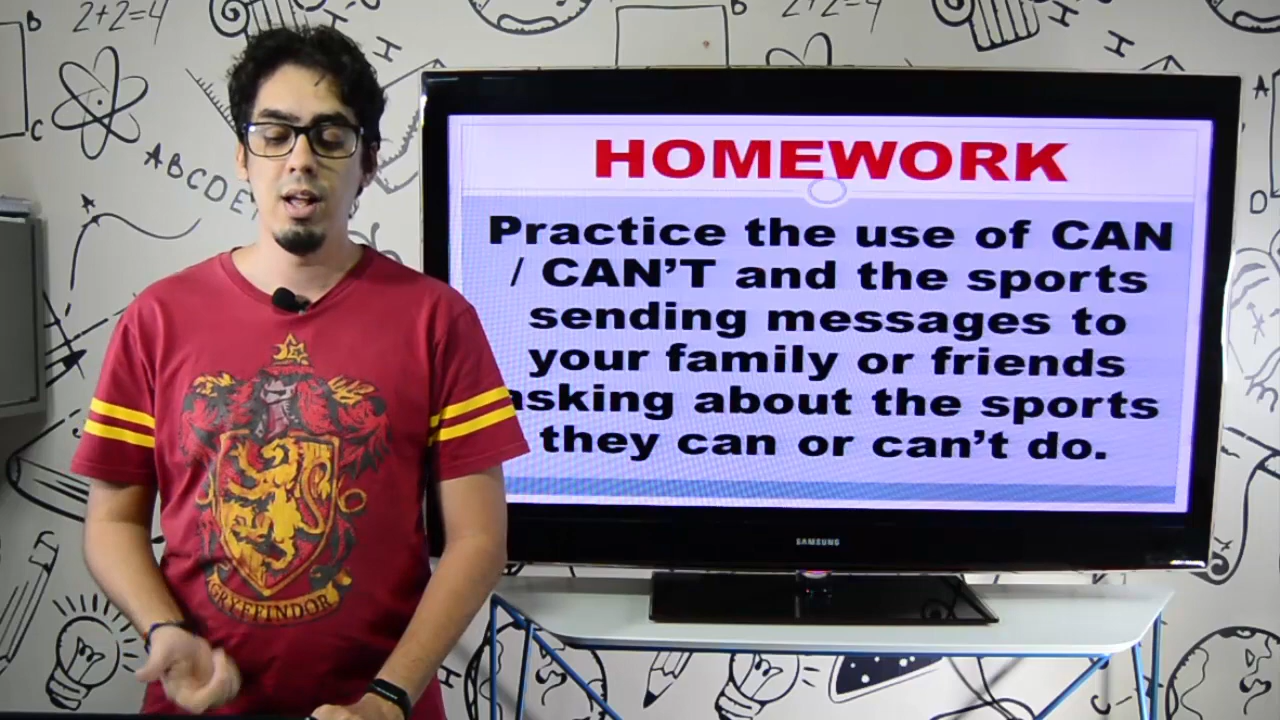 B
2+2=4
B
2+2=4
H
H
H
A
C
ABCDE
A
D
HOMEWORK
Practice the use of CAN
/ CAN'T and the sports
sending messages to
your family or friends
asking about the sports
they can or can't do.
SAMSUNG
GRYFFINDOR